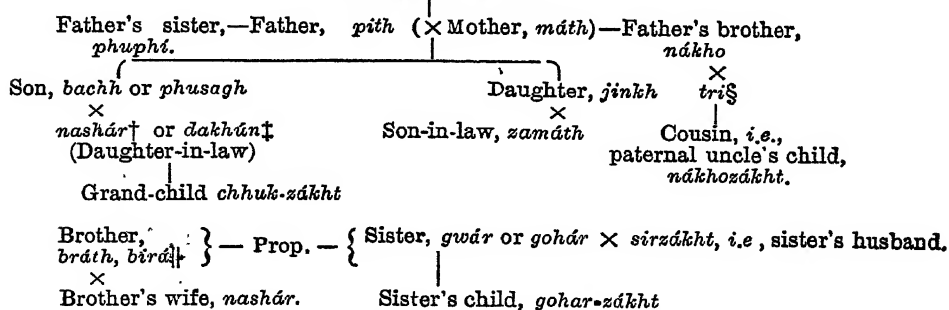 Father's sister,—Father, pith (× Mother, máth)—Father's brother,
phuphí. nákho
×
Son, bachh or phusagh Daughter, jinkh tri§
× ×
nashár† or dakhún‡ Son-in-law, zamáth Cousin, i.e.,
(Daughter-in-law) paternal uncle's child,
nákhozákht.
Grand-child chhuk-zákht
Brother, } — Prop. — { Sister, gwár or gohár × sirzákht, i.e, sister's husband.
bráth, birá||
×
Brother's wife, nashár. Sister's child, gohar-zákht